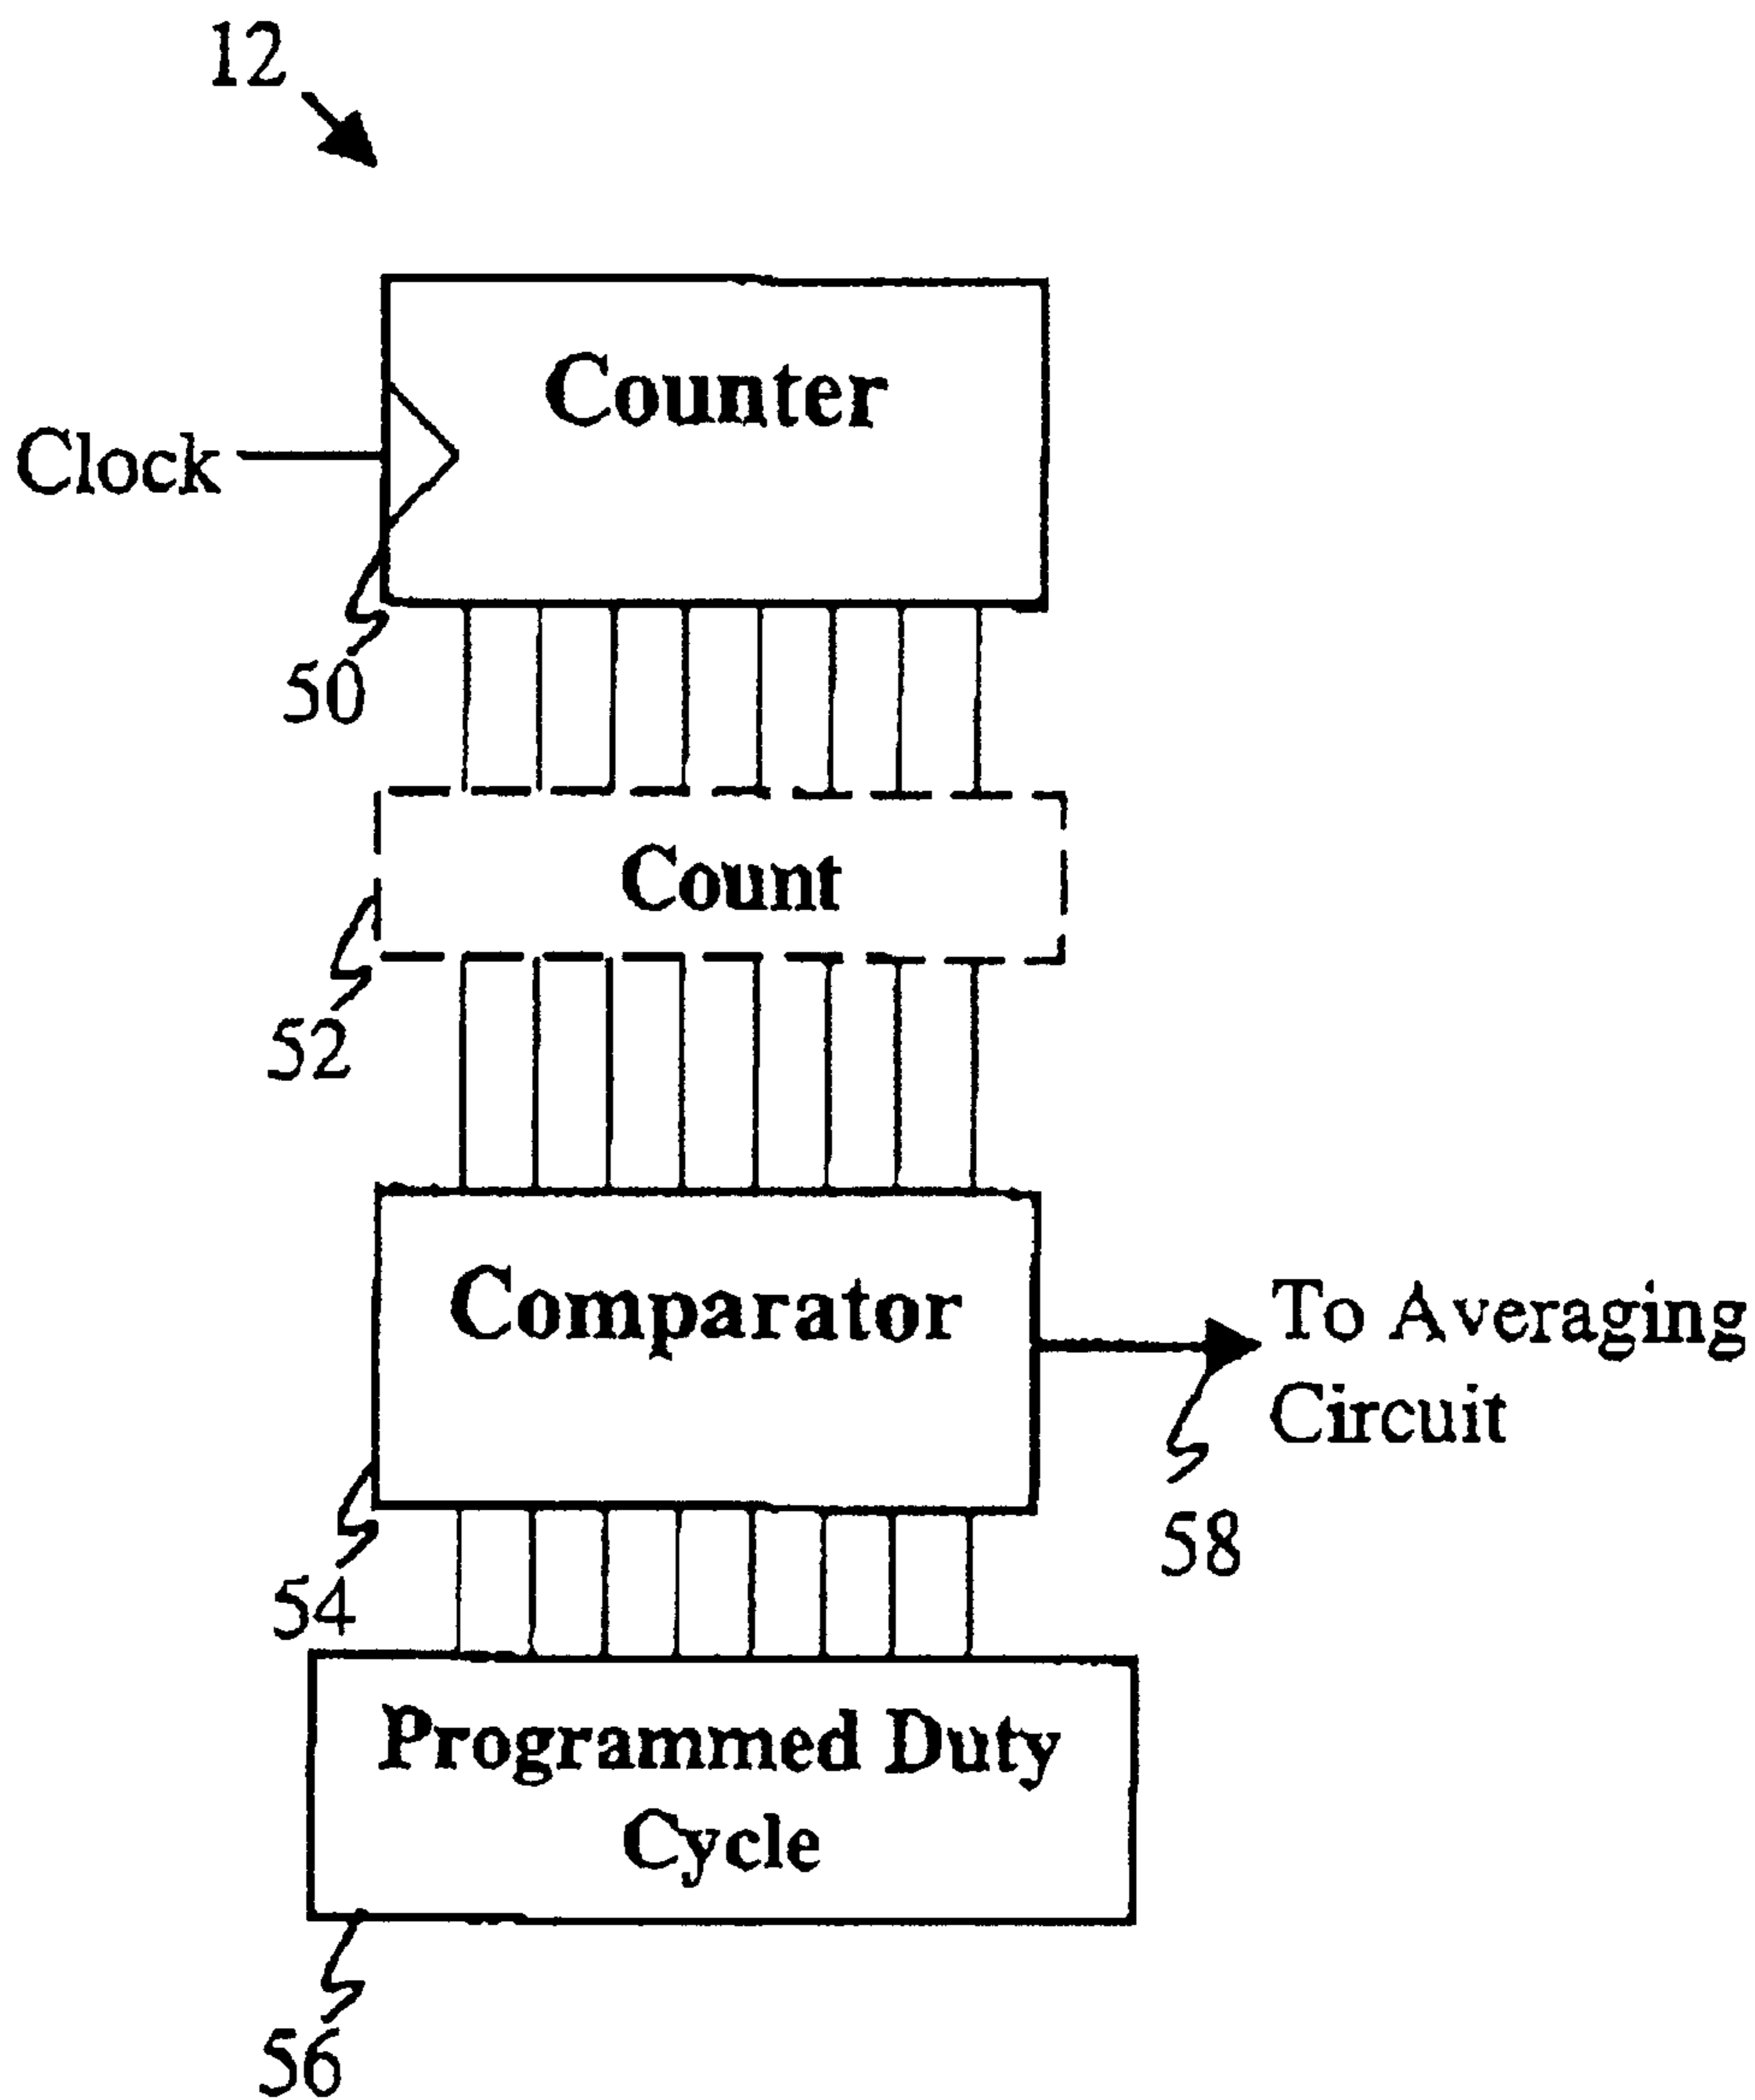 12
Counter
Clock
50
Count
52
Comparator
To Averaging
Circuit
54
58
Programmed Duty
Cycle
56